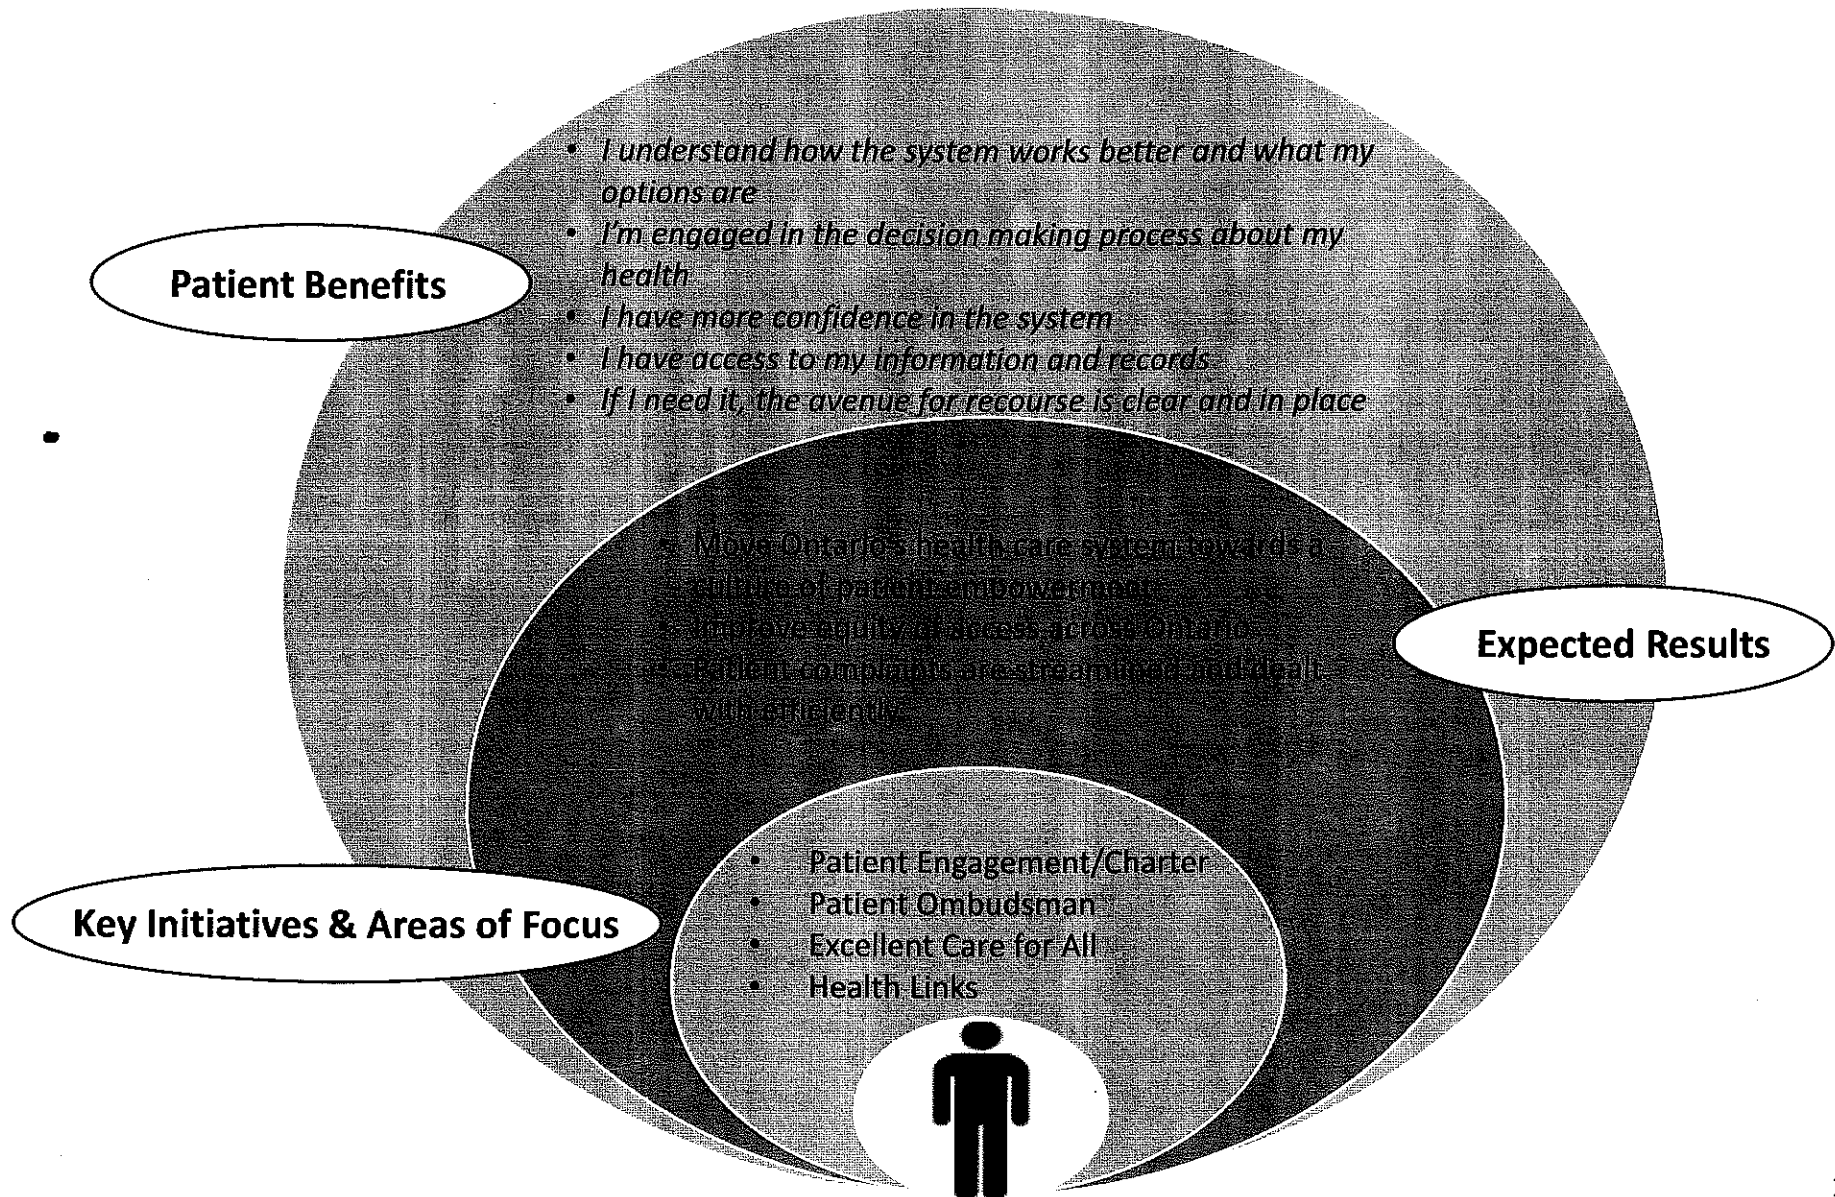 • I understand how the system works better and what my
options are
• I'm engaged in the decision making process about my
health
• I have more confidence in the system
• I have access to my information and records
• If I need it, the avenue for recourse is clear and in place
Patient Benefits
• Move Ontario's health care system towards a
culture of patient empowerment
• Improve equity of access across Ontario
• Patient complaints are streamlined and dealt
with efficiently
Expected Results
• Patient Engagement/Charter
• Patient Ombudsman
• Excellent Care for All
• Health Links
Key Initiatives & Areas of Focus